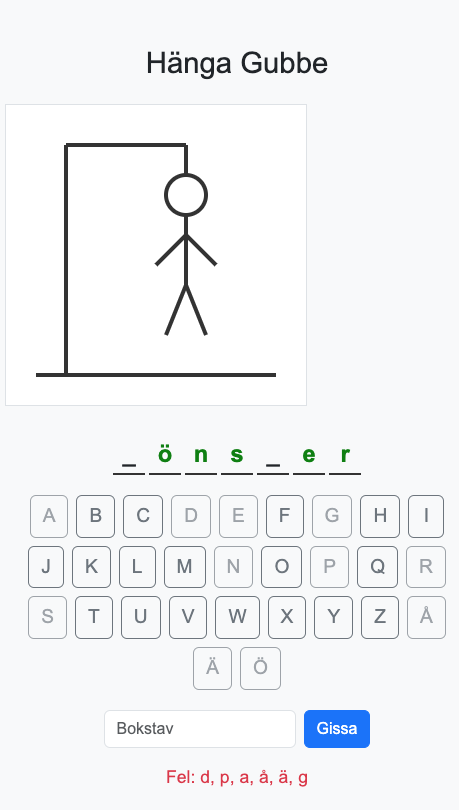 Hänga Gubbe
_ ö n s _ e r
A B C D E F G H I
J K L M N O P Q R
S T U V W X Y Z Å
Ä Ö
Bokstav Gissa
Fel: d, p, a, å, ä, g